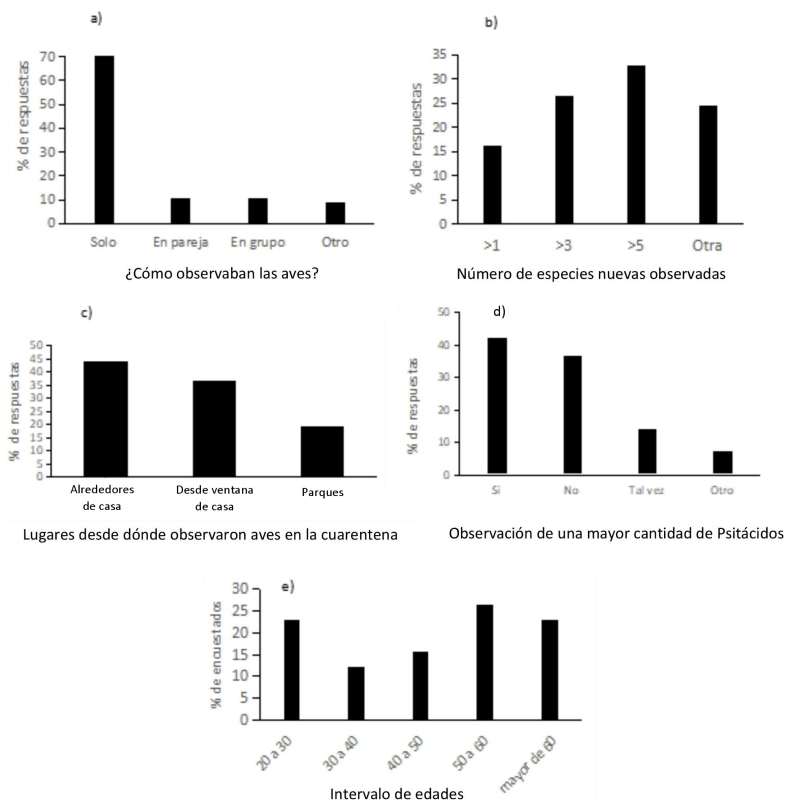 a)
% de respuestas
70
60
50
40
30
20
10
0
Solo En pareja En grupo Otro
¿Cómo observaban las aves?
b)
% de respuestas
35
30
25
20
15
10
5
0
>1 >3 >5 Otra
Número de especies nuevas observadas
c)
% de respuestas
50
45
40
35
30
25
20
15
10
5
0
Alrededores de casa
Desde ventana de casa
Parques
Lugares desde dónde observaron aves en la cuarentena
d)
% de respuestas
50
40
30
20
10
0
Si No Tal vez Otro
Observación de una mayor cantidad de Psitácidos
e)
% de encuestados
30
25
20
15
10
5
0
20 a 30
30 a 40
40 a 50
50 a 60
mayor de 60
Intervalo de edades